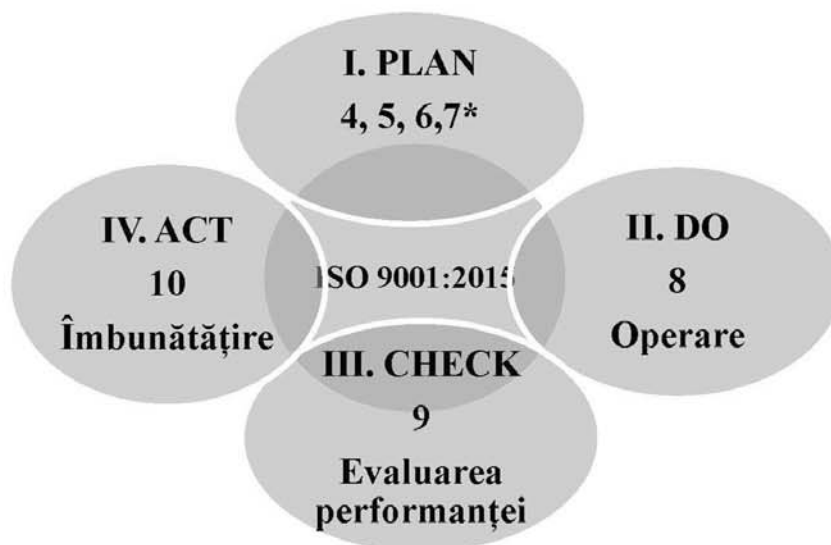 I. PLAN
4, 5, 6,7*
IV. ACT
10
Îmbunătățire
ISO 9001:2015
II. DO
8
Operare
III. CHECK
9
Evaluarea
performanței